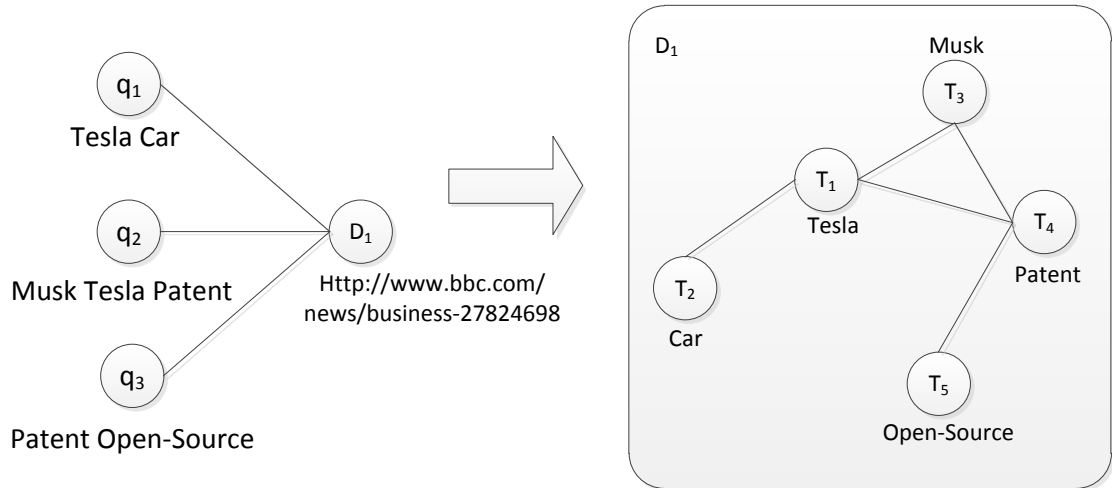 q1
Tesla Car
q2
Musk Tesla Patent
q3
Patent Open-Source
D1
Http://www.bbc.com/
news/business-27824698
D1
Musk
T3
T1
Tesla
T4
Patent
T2
Car
T5
Open-Source